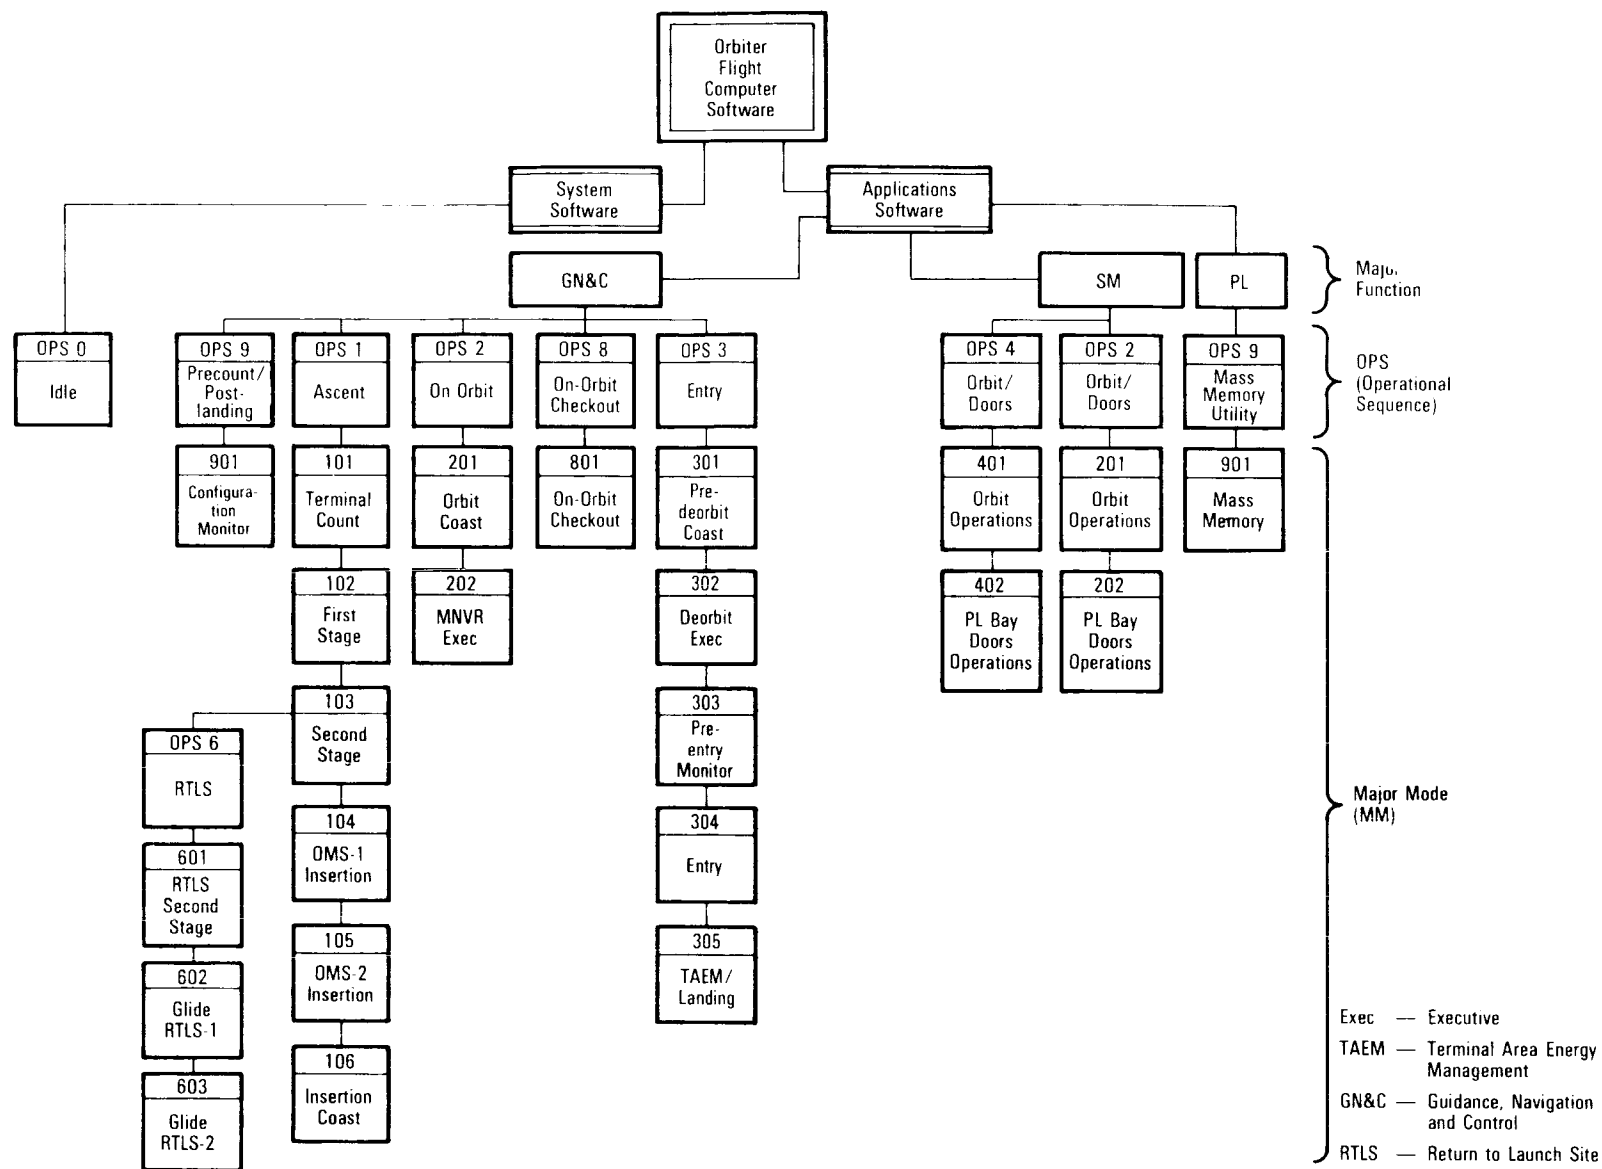 Orbiter
Flight
Computer
Software
System
Software
Applications
Software
GN&C
SM
PL
Major
Function
OPS 0
Idle
OPS 9
Precount/
Post-
landing
OPS 1
Ascent
OPS 2
On Orbit
OPS 8
On-Orbit
Checkout
OPS 3
Entry
OPS 4
Orbit/
Doors
OPS 2
Orbit/
Doors
OPS 9
Mass
Memory
Utility
OPS
(Operational
Sequence)
901
Configura-
tion
Monitor
101
Terminal
Count
201
Orbit
Coast
801
On-Orbit
Checkout
301
Pre-
deorbit
Coast
401
Orbit
Operations
201
Orbit
Operations
901
Mass
Memory
102
First
Stage
202
MNVR
Exec
302
Deorbit
Exec
402
PL Bay
Doors
Operations
202
PL Bay
Doors
Operations
103
Second
Stage
303
Pre-
entry
Monitor
OPS 6
RTLS
Major Mode
(MM)
104
OMS-1
Insertion
304
Entry
601
RTLS
Second
Stage
105
OMS-2
Insertion
305
TAEM/
Landing
602
Glide
RTLS-1
106
Insertion
Coast
603
Glide
RTLS-2
Exec — Executive
TAEM — Terminal Area Energy
Management
GN&C — Guidance, Navigation
and Control
RTLS — Return to Launch Site